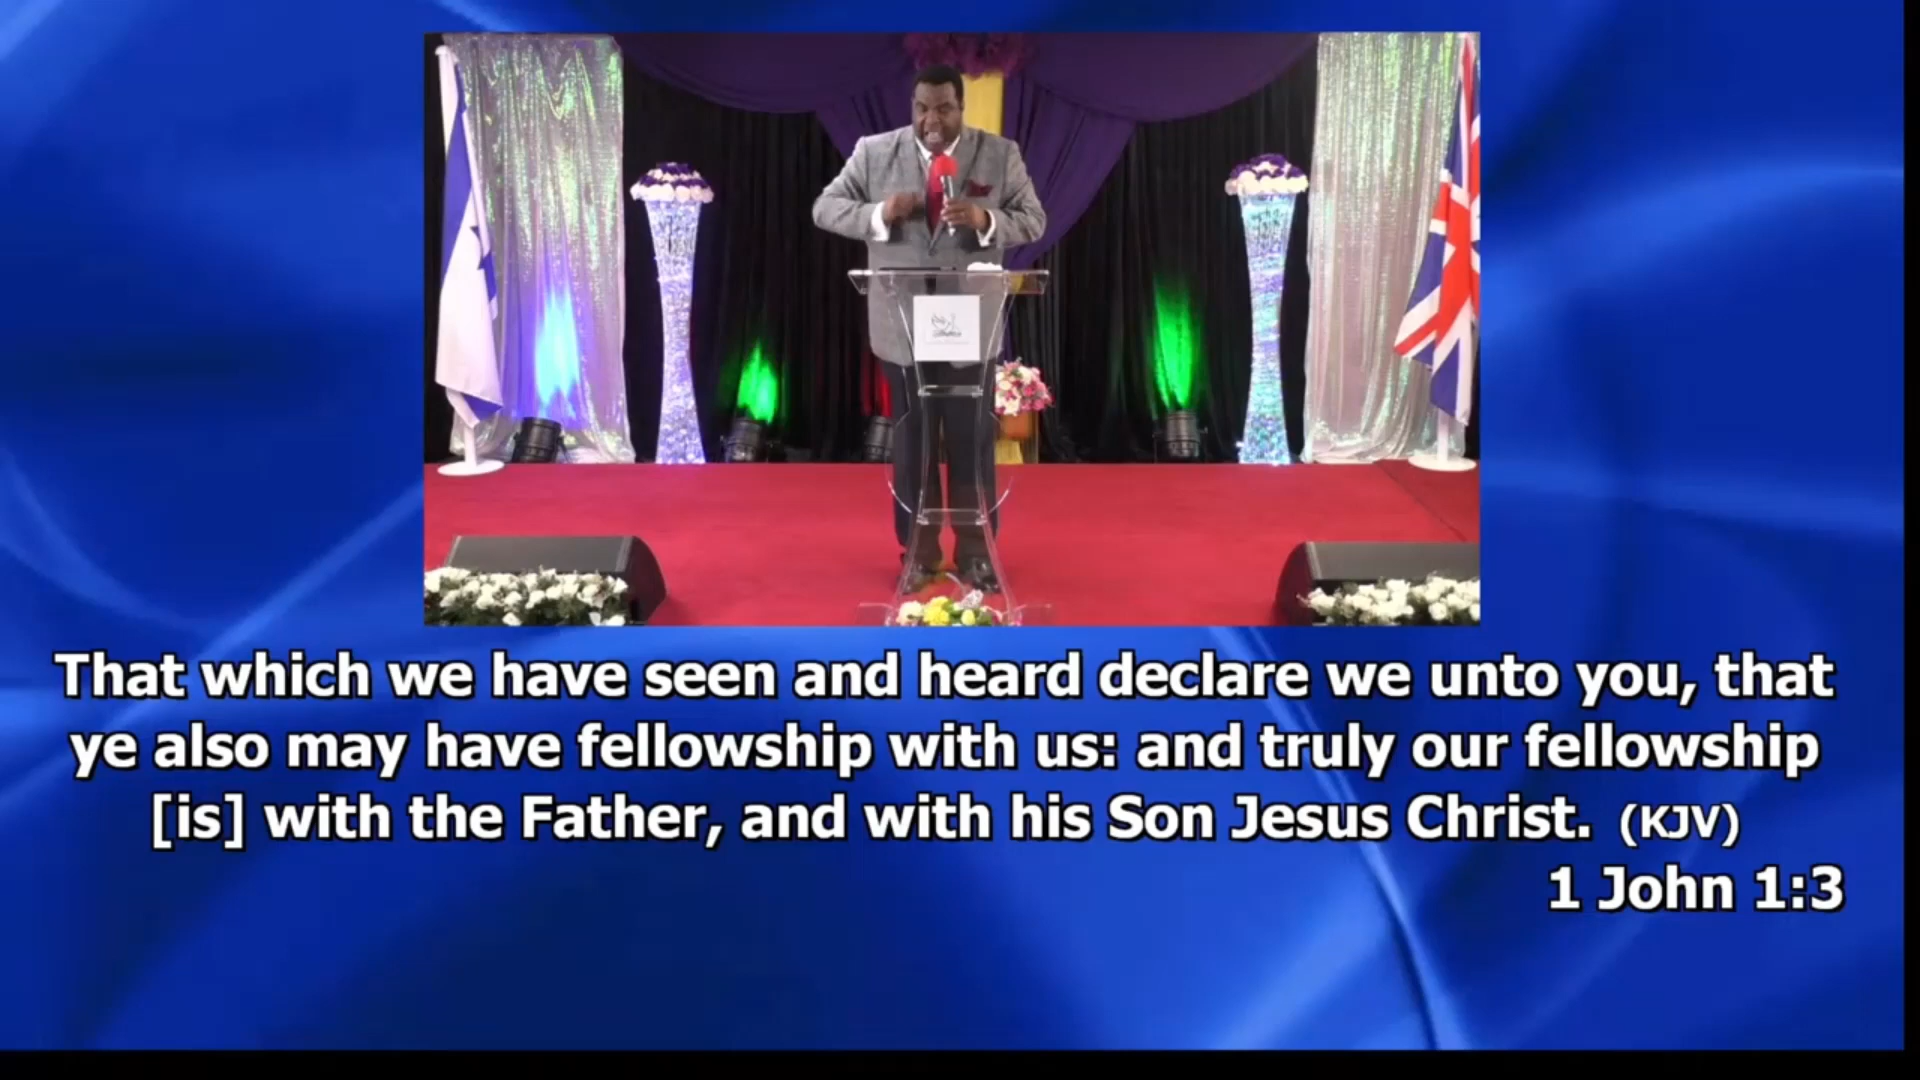 That which we have seen and heard declare we unto you, that
ye also may have fellowship with us: and truly our fellowship
[is] with the Father, and with his Son Jesus Christ. (KJV)
1 John 1:3